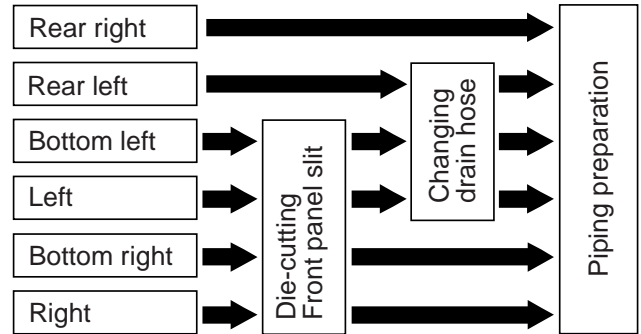 Rear right
Rear left
Bottom left
Left
Bottom right
Right
Die-cutting
Front panel slit
Changing
drain hose
Piping preparation